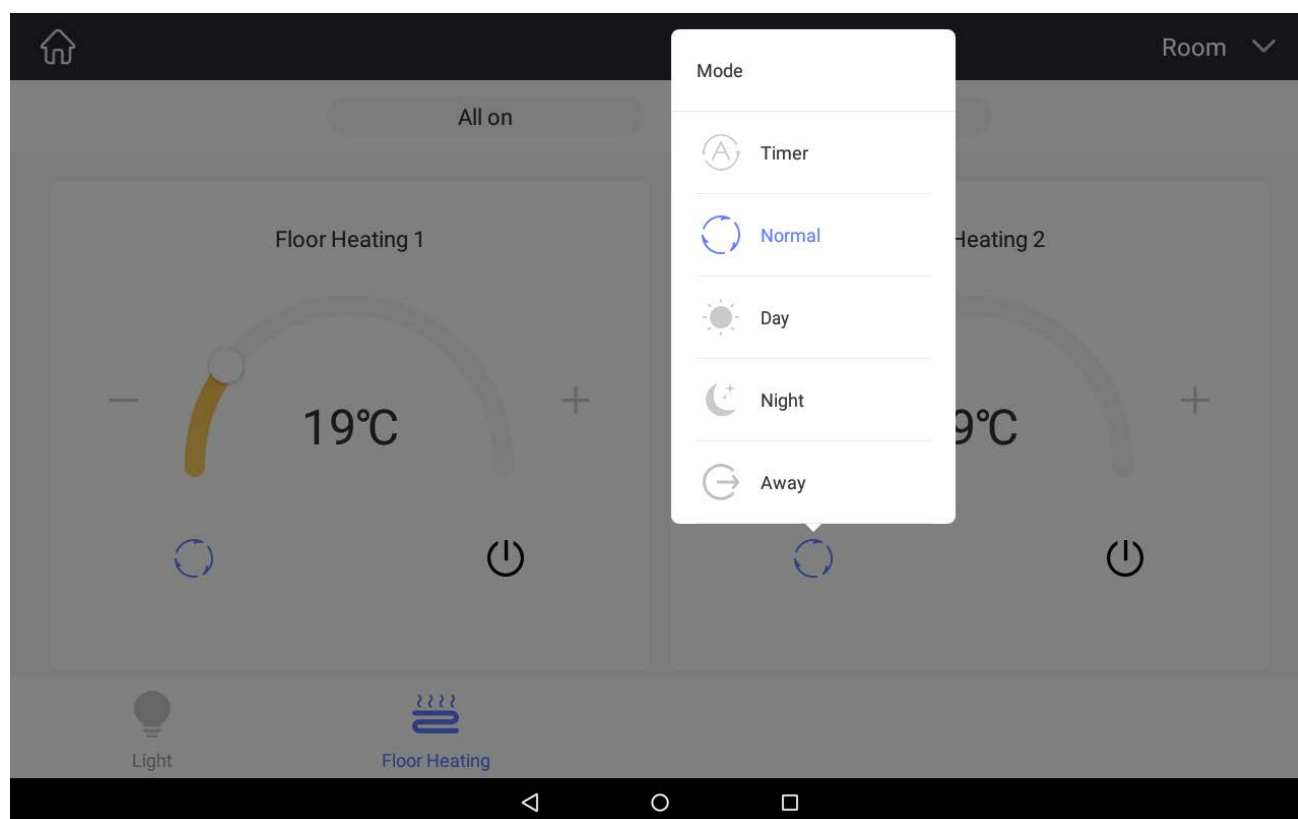 Room
Mode
All on
Timer
Normal
Day
Night
Away
Floor Heating 1
19℃
Heating 2
9℃
Light
Floor Heating